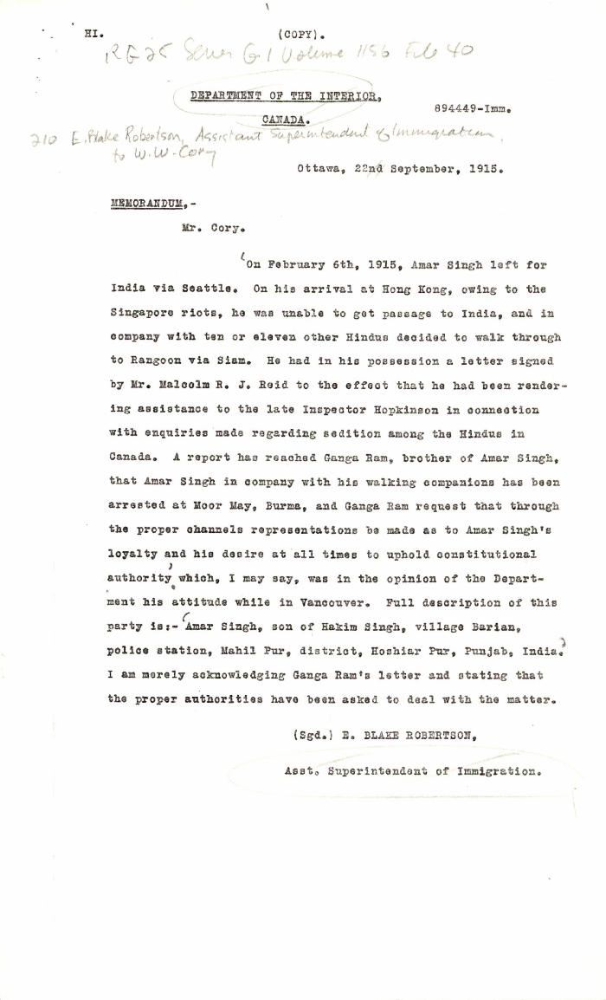 HI.
(COPY).
RG25 Series G1 Volume 1156 File 40
DEPARTMENT OF THE INTERIOR,
CANADA.
894449-Imm.
210 E. Blake Robertson, Assistant Superintendent of Immigration,
to W.W. Cory
Ottawa, 22nd September, 1915.
MEMORANDUM,-
Mr. Cory.
(On February 6th, 1915, Amar Singh left for
India via Seattle. On his arrival at Hong Kong, owing to the
Singapore riots, he was unable to get passage to India, and in
company with ten or eleven other Hindus decided to walk through
to Rangoon via Siam. He had in his possession a letter signed
by Mr. Malcolm R. J. Reid to the effect that he had been render-
ing assistance to the late Inspector Hopkinson in connection
with enquiries made regarding sedition among the Hindus in
Canada. A report has reached Ganga Ram, brother of Amar Singh,
that Amar Singh in company with his walking companions has been
arrested at Moor May, Burma, and Ganga Ram request that through
the proper channels representations be made as to Amar Singh's
loyalty and his desire at all times to uphold constitutional
authority) which, I may say, was in the opinion of the Depart-
ment his attitude while in Vancouver. Full description of this
party is:- (Amar Singh, son of Hakim Singh, village Barian,
police station, Mahil Pur, district, Hoshiar Pur, Punjab, India.)
I am merely acknowledging Ganga Ram's letter and stating that
the proper authorities have been asked to deal with the matter.
(Sgd.) E. BLAKE ROBERTSON,
Asst. Superintendent of Immigration.